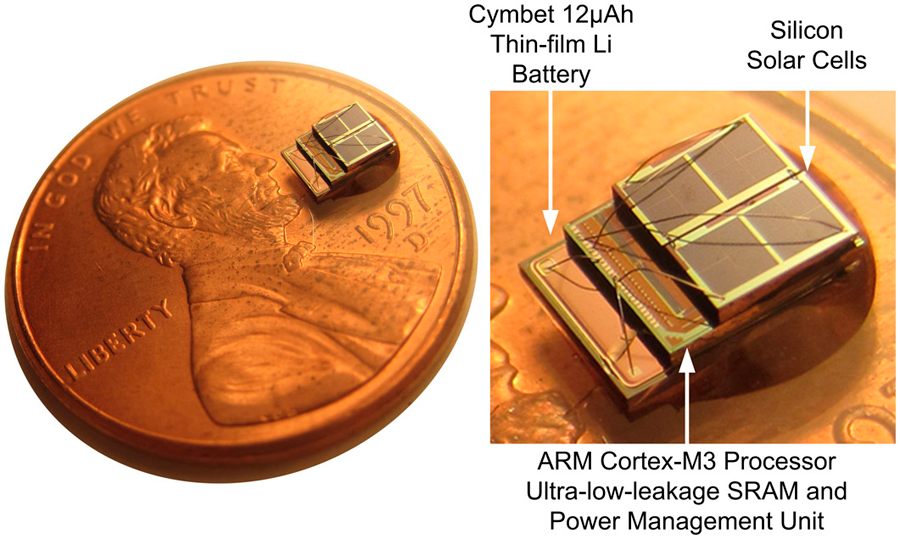 IN GOD WE TRUST
LIBERTY
1997
D
Cymbet 12µAh
Thin-film Li
Battery
Silicon
Solar Cells
ARM Cortex-M3 Processor
Ultra-low-leakage SRAM and
Power Management Unit